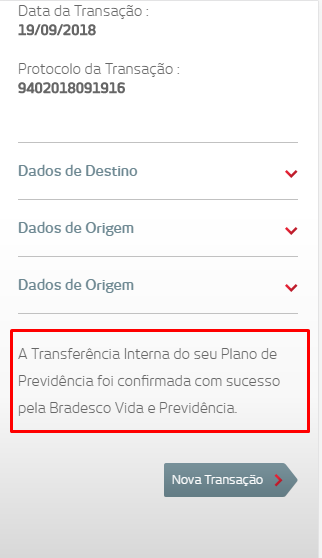 Data da Transação :
19/09/2018
Protocolo da Transação :
9402018091916
Dados de Destino
Dados de Origem
Dados de Origem
A Transferência Interna do seu Plano de
Previdência foi confirmada com sucesso
pela Bradesco Vida e Previdência.
Nova Transação